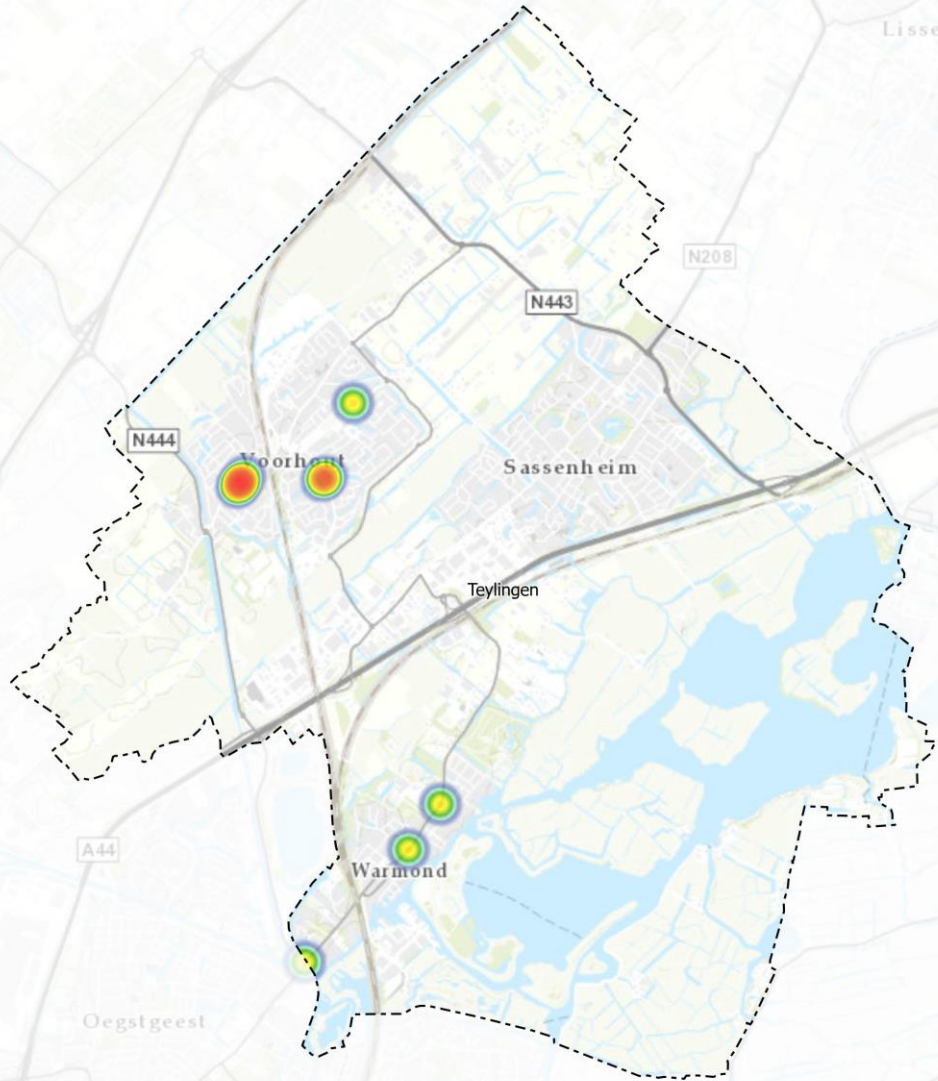 Lisse
N208
N443
N444
Voorhout
Sassenheim
Teylingen
A44
Warmond
Oegstgeest